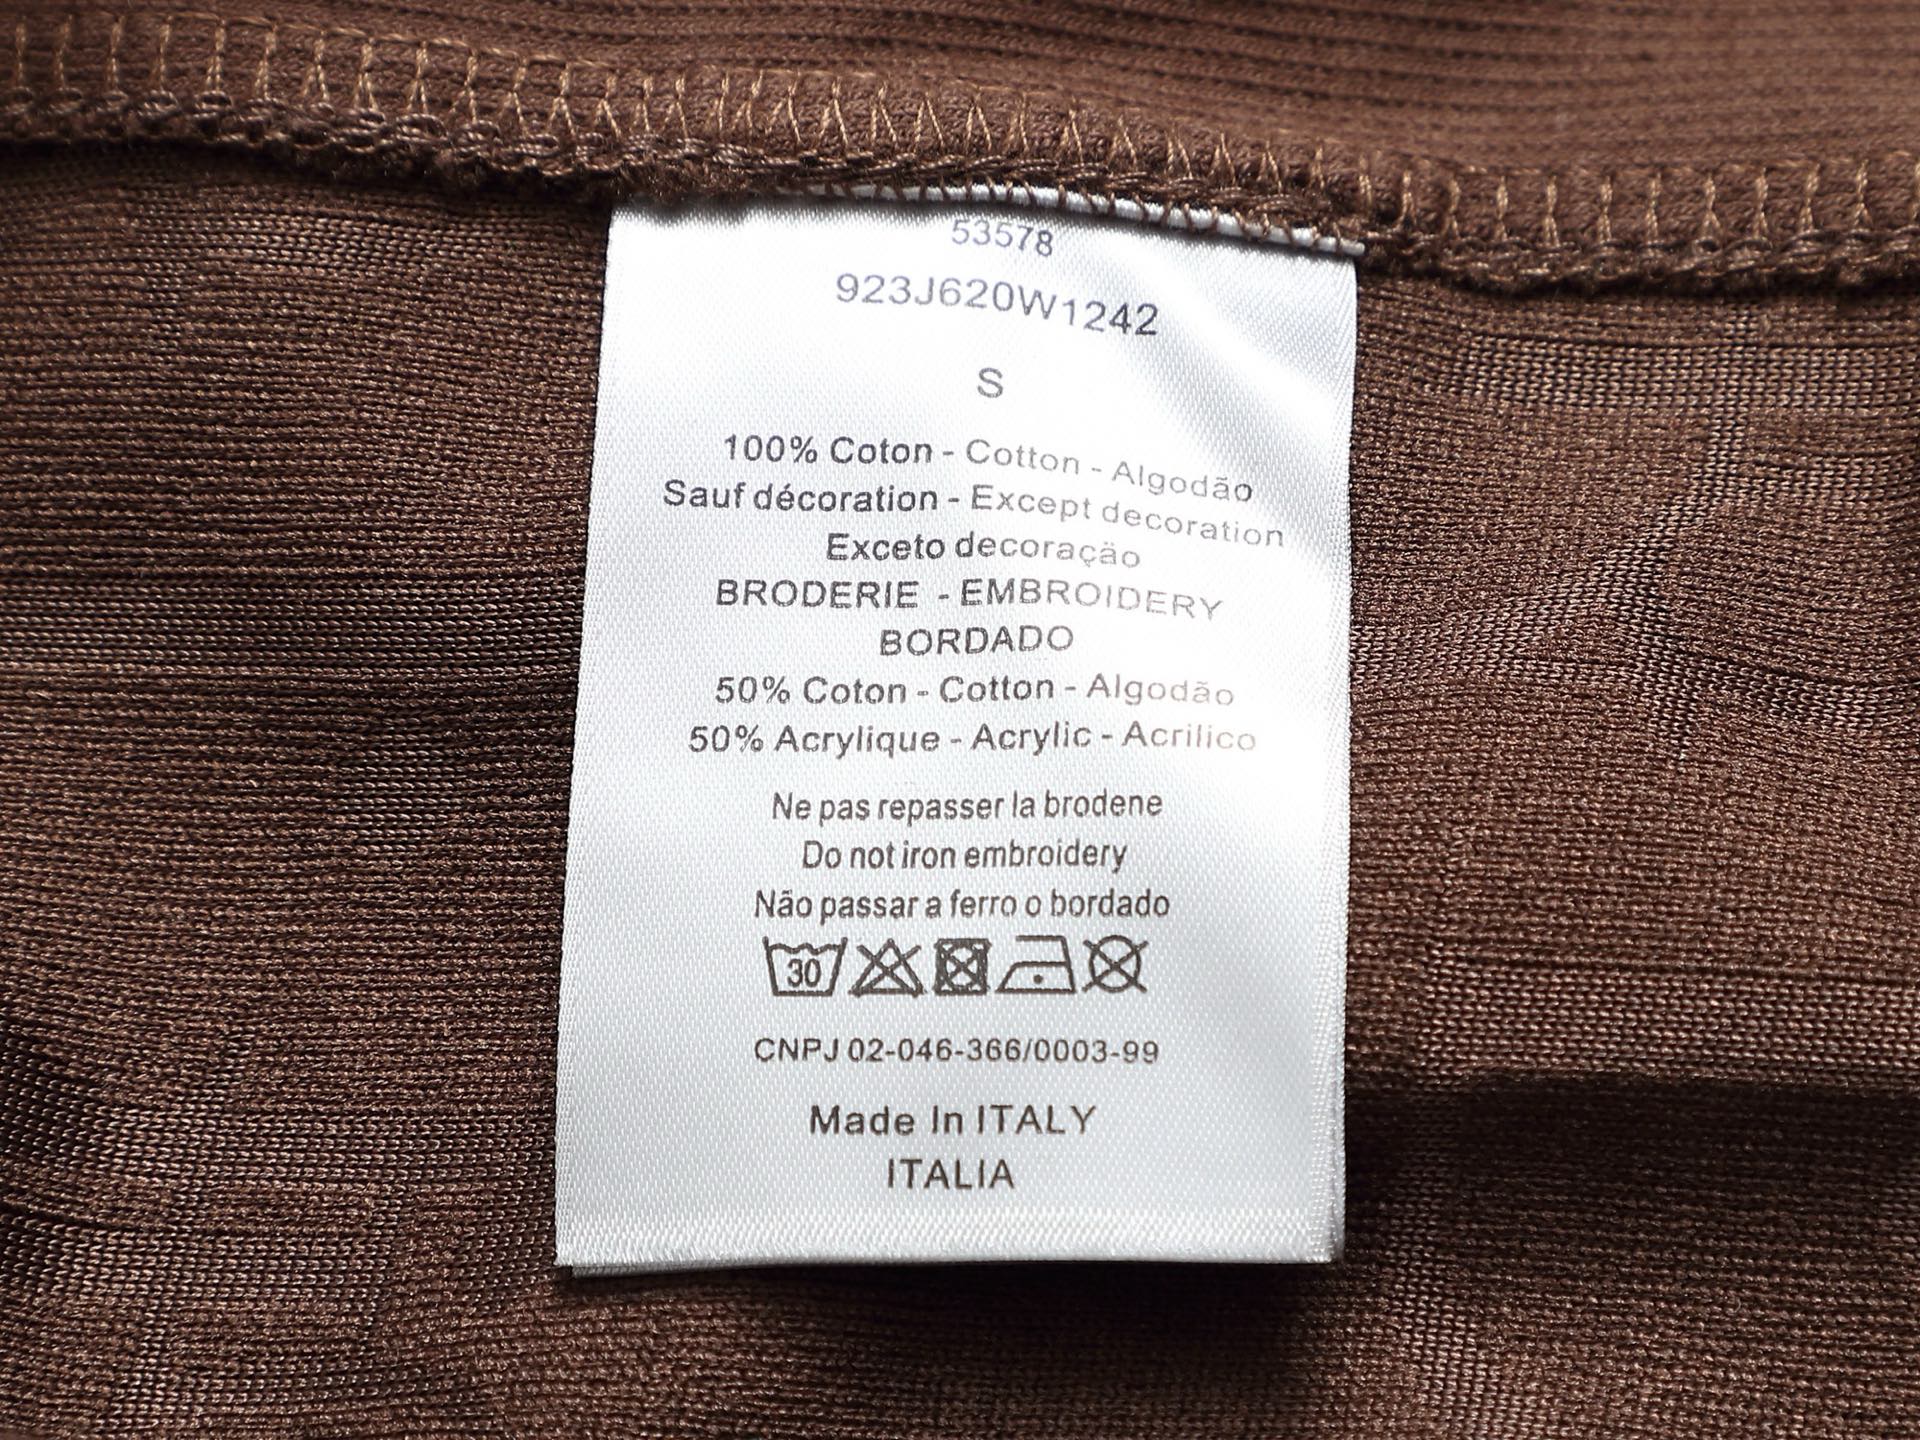 53578
923J620W1242
S
100% Coton - Cotton - Algodão
Sauf décoration - Except decoration
Exceto decoração
BRODERIE - EMBROIDERY
BORDADO
50% Coton - Cotton - Algodão
50% Acrylique - Acrylic - Acrilico
Ne pas repasser la brodene
Do not iron embroidery
Não passar a ferro o bordado
30
CNPJ 02-046-366/0003-99
Made In ITALY
ITALIA